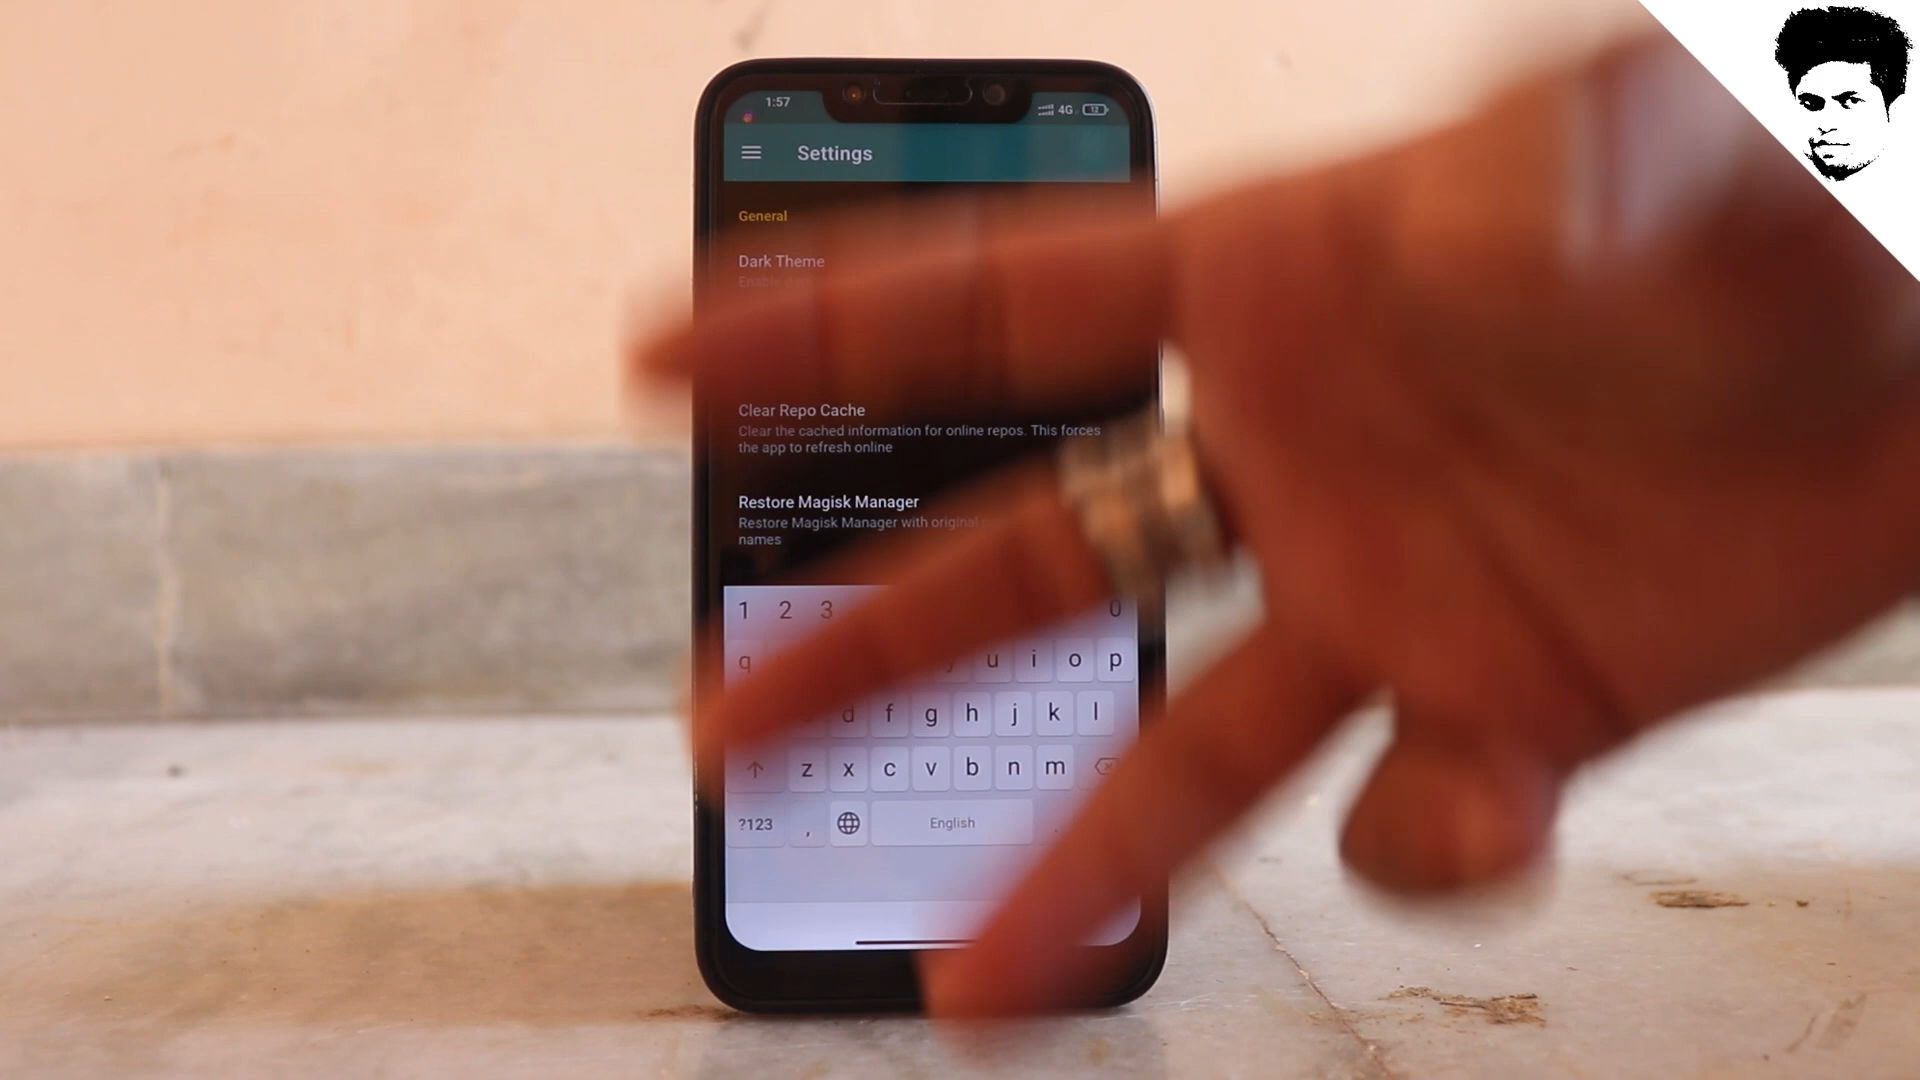 1:57
4G 12
Settings
General
Dark Theme
Enable
Clear Repo Cache
Clear the cached information for online repos. This forces
the app to refresh online
Restore Magisk Manager
Restore Magisk Manager with original
names
1 2 3 0
q y u i o p
d f g h j k l
z x c v b n m
?123 , English .